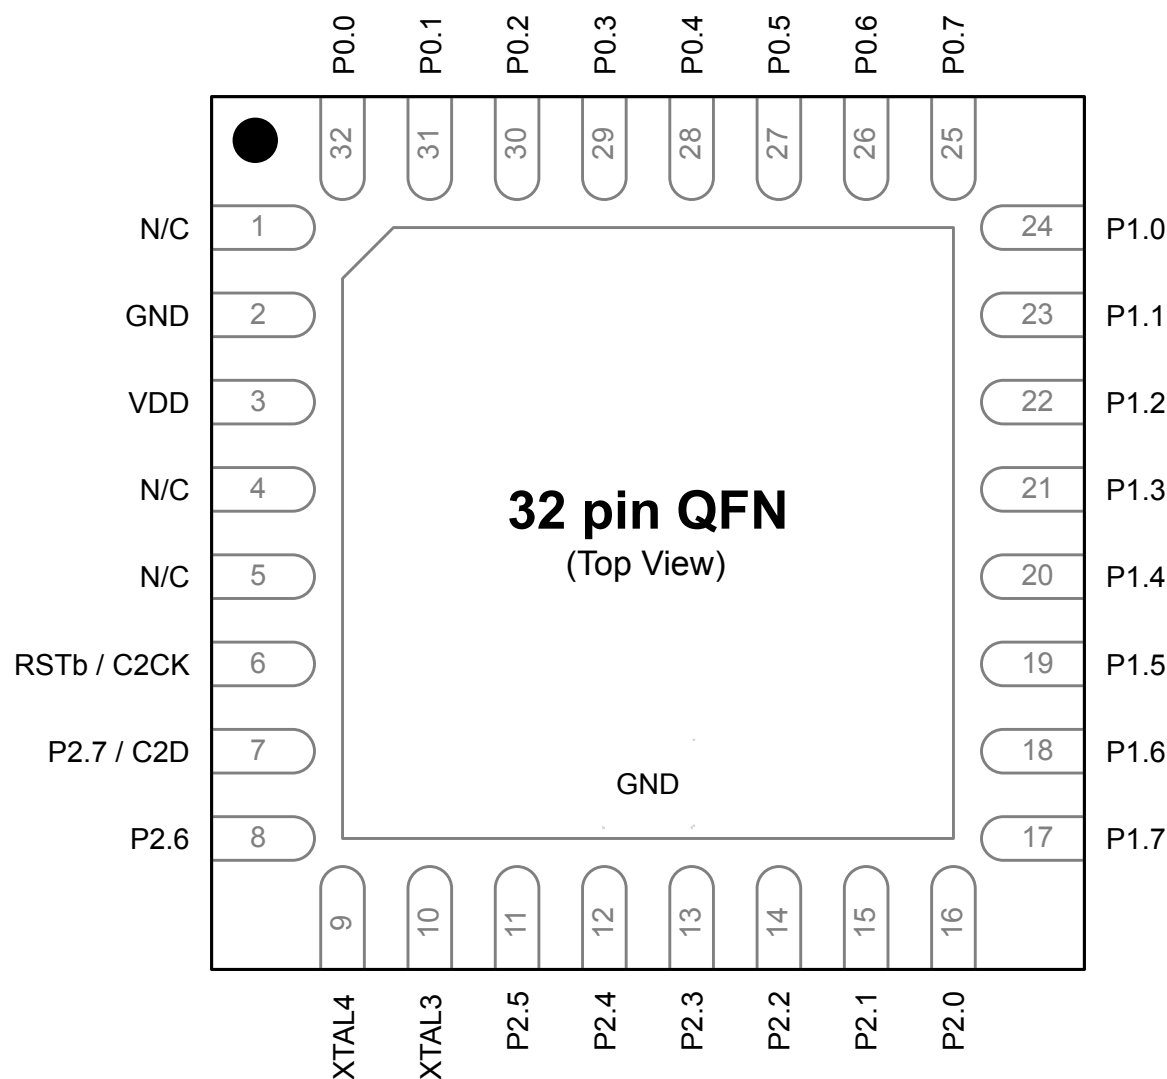 P0.0 P0.1 P0.2 P0.3 P0.4 P0.5 P0.6 P0.7
32 31 30 29 28 27 26 25
N/C 1 24 P1.0
GND 2 23 P1.1
VDD 3 22 P1.2
N/C 4 21 P1.3
32 pin QFN
(Top View)
N/C 5 20 P1.4
RSTb / C2CK 6 19 P1.5
P2.7 / C2D 7 18 P1.6
GND
P2.6 8 17 P1.7
9 10 11 12 13 14 15 16
XTAL4 XTAL3 P2.5 P2.4 P2.3 P2.2 P2.1 P2.0